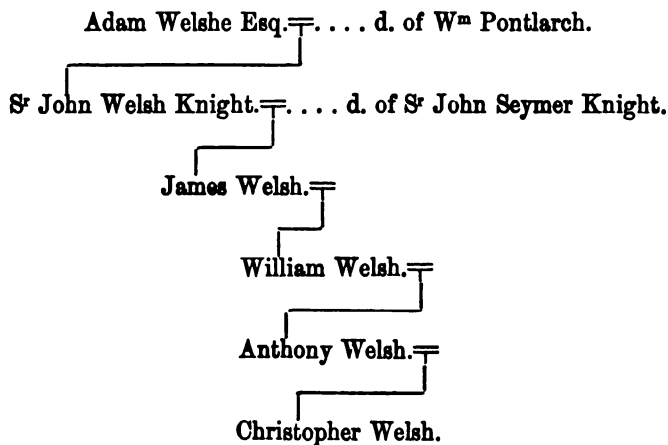 Adam Welshe Esq.=. . . . d. of Wᵐ Pontlarch.
Sʳ John Welsh Knight.=. . . . d. of Sʳ John Seymer Knight.
James Welsh.=
William Welsh.=
Anthony Welsh.=
Christopher Welsh.